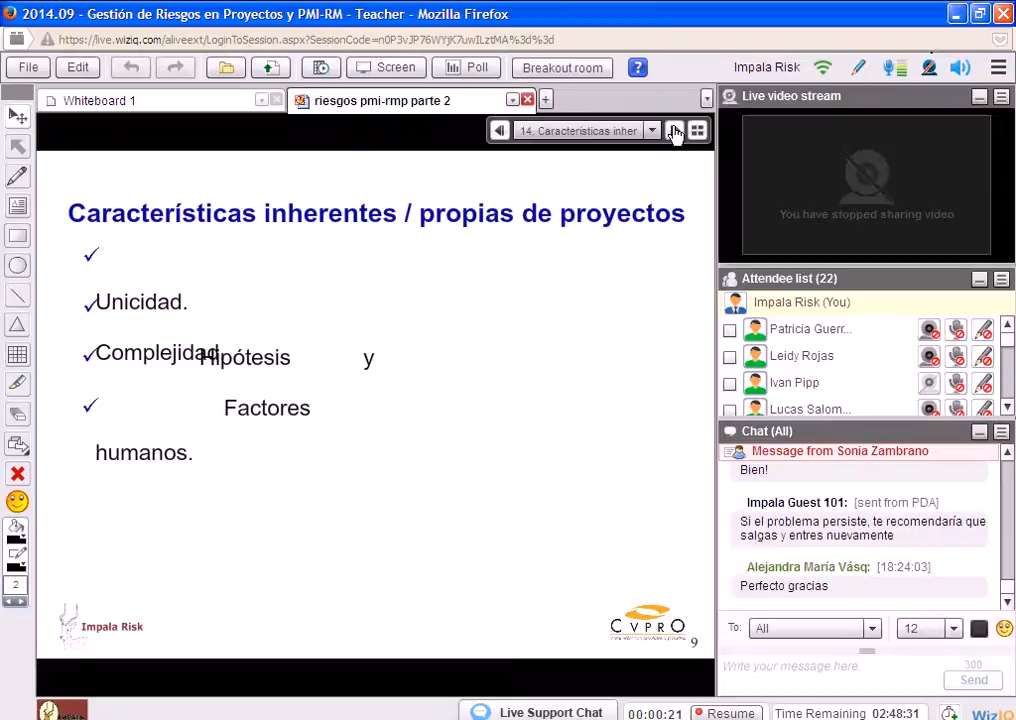 2014.09 - Gestión de Riesgos en Proyectos y PMI-RM - Teacher - Mozilla Firefox
https://live.wiziq.com/aliveext/LoginToSession.aspx?SessionCode=n0P3vJP76WYjK7uwILztMA%3d%3d
File Edit Screen Poll Breakout room ? Impala Risk
Whiteboard 1 riesgos pmi-rmp parte 2
Live video stream
14. Características inher
You have stopped sharing video
Características inherentes / propias de proyectos
Unicidad.
Complejidad
Hipótesis y
Factores
humanos.
Impala Risk
CVPRO
9
2
Attendee list (22)
Impala Risk (You)
Patricia Guerr...
Leidy Rojas
Ivan Pipp
Lucas Salom...
Chat (All)
Message from Sonia Zambrano
Bien!
Impala Guest 101: [sent from PDA]
Si el problema persiste, te recomendaría que
salgas y entres nuevamente
Alejandra María Vásq: [18:24:03]
Perfecto gracias
To: All 12
Write your message here.
300
Send
Live Support Chat 00:00:21 Resume Time Remaining 02:48:31 WizIQ